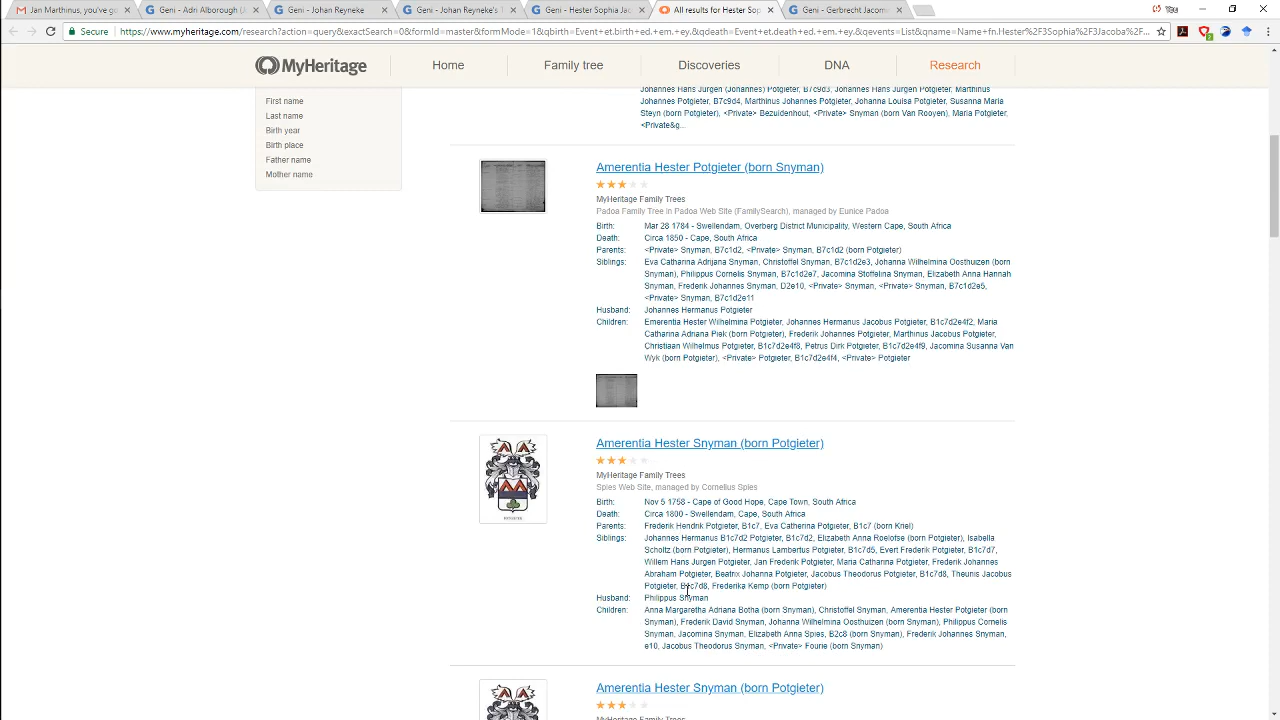 Jan Marthinus, you've go
Geni - Adri Alborough (J
Geni - Johan Reyneke
Geni - Johan Reyneke's
Geni - Hester Sophia Jac
All results for Hester Sop
Geni - Gerbrecht Jacom
Secure
https://www.myheritage.com/research?action=query&exactSearch=0&formId=master&formMode=1&qbirth=Event+et.birth+ed.+em.+ey.&qdeath=Event+et.death+ed.+em.+ey.&qevents=List&qname=Name+fn.Hester%2F3Sophia%2F3Jacoba%2F...
MyHeritage
Home
Family tree
Discoveries
DNA
Research
First name
Last name
Birth year
Birth place
Father name
Mother name
Johannes Hans Jurgen (Johannes) Potgieter, B7c9d3, Johannes Hans Jurgen Potgieter, Marthinus
Johannes Potgieter, B7c9d4, Marthinus Johannes Potgieter, Johanna Louisa Potgieter, Susanna Maria
Steyn (born Potgieter), <Private> Bezuidenhout, <Private> Snyman (born Van Rooyen), Maria Potgieter,
<Private&g...
Amerentia Hester Potgieter (born Snyman)
MyHeritage Family Trees
Padoa Family Tree in Padoa Web Site (FamilySearch), managed by Eunice Padoa
Birth: Mar 28 1784 - Swellendam, Overberg District Municipality, Western Cape, South Africa
Death: Circa 1850 - Cape, South Africa
Parents: <Private> Snyman, B7c1d2, <Private> Snyman, B7c1d2 (born Potgieter)
Siblings: Eva Catharina Adrijana Snyman, Christoffel Snyman, B7c1d2e3, Johanna Wilhelmina Oosthuizen (born
Snyman), Philippus Cornelis Snyman, B7c1d2e7, Jacomina Stoffelina Snyman, Elizabeth Anna Hannah
Snyman, Frederik Johannes Snyman, D2e10, <Private> Snyman, <Private> Snyman, B7c1d2e5,
<Private> Snyman, B7c1d2e11
Husband: Johannes Hermanus Potgieter
Children: Emerentia Hester Wilhelmina Potgieter, Johannes Hermanus Jacobus Potgieter, B1c7d2e4f2, Maria
Catharina Adriana Piek (born Potgieter), Frederik Johannes Potgieter, Marthinus Jacobus Potgieter,
Christiaan Wilhelmus Potgieter, B1c7d2e4f8, Petrus Dirk Potgieter, B1c7d2e4f9, Jacomina Susanna Van
Wyk (born Potgieter), <Private> Potgieter, B1c7d2e4f4, <Private> Potgieter
Amerentia Hester Snyman (born Potgieter)
MyHeritage Family Trees
Spies Web Site, managed by Cornelius Spies
Birth: Nov 5 1758 - Cape of Good Hope, Cape Town, South Africa
Death: Circa 1800 - Swellendam, Cape, South Africa
Parents: Frederik Hendrik Potgieter, B1c7, Eva Catherina Potgieter, B1c7 (born Kriel)
Siblings: Johannes Hermanus B1c7d2 Potgieter, B1c7d2, Elizabeth Anna Roelofse (born Potgieter), Isabella
Scholtz (born Potgieter), Hermanus Lambertus Potgieter, B1c7d5, Evert Frederik Potgieter, B1c7d7,
Willem Hans Jurgen Potgieter, Jan Frederik Potgieter, Maria Catharina Potgieter, Frederik Johannes
Abraham Potgieter, Beatrix Johanna Potgieter, Jacobus Theodorus Potgieter, B1c7d8, Theunis Jacobus
Potgieter, B1c7d8, Frederika Kemp (born Potgieter)
Husband: Philippus Snyman
Children: Anna Margaretha Adriana Botha (born Snyman), Christoffel Snyman, Amerentia Hester Potgieter (born
Snyman), Frederik David Snyman, Johanna Wilhelmina Oosthuizen (born Snyman), Philippus Cornelis
Snyman, Jacomina Snyman, Elizabeth Anna Spies, B2c8 (born Snyman), Frederik Johannes Snyman,
e10, Jacobus Theodorus Snyman, <Private> Fourie (born Snyman)
Amerentia Hester Snyman (born Potgieter)
MyHeritage Family Trees